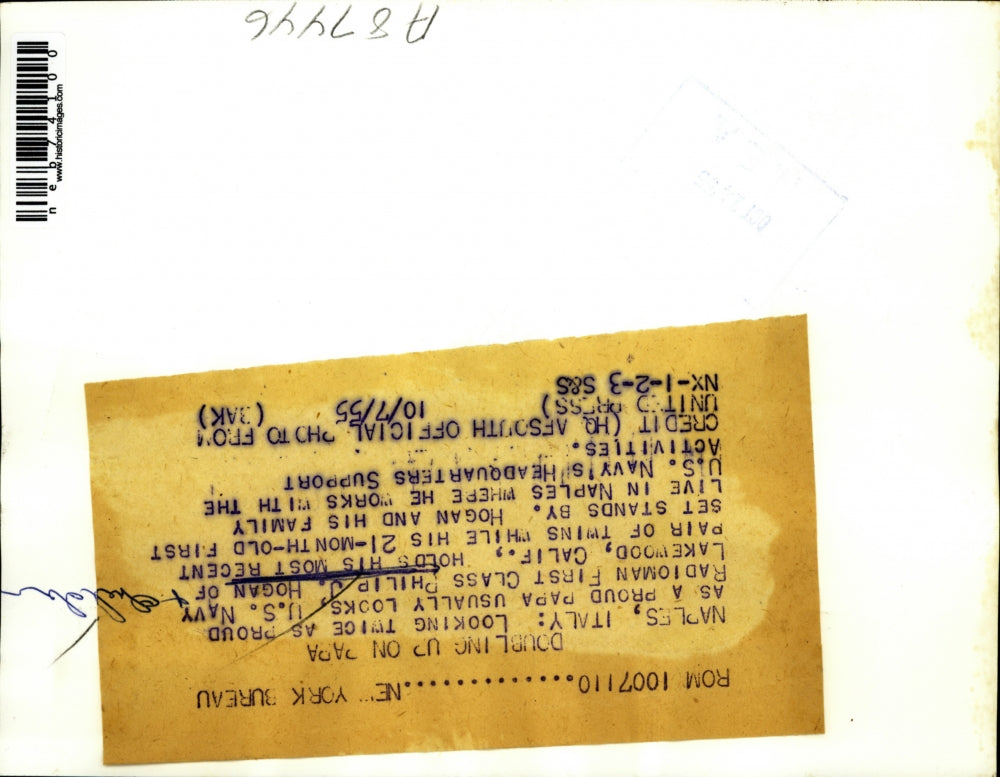 A87446
neb74100
www.historicimages.com
OCT
ROM 1007110..............NE YORK BUREAU
DOUBLING UP ON PAPA
NAPLES, ITALY: LOOKING TWICE AS PROUD
AS A PROUD PAPA USUALLY LOOKS U.S. NAVY
RADIOMAN FIRST CLASS PHILIP J HOGAN OF
LAKEWOOD, CALIF., HOLDS HIS MOST RECENT
PAIR OF TWINS WHILE HIS 21-MONTH-OLD FIRST
SET STANDS BY. HOGAN AND HIS FAMILY
LIVE IN NAPLES WHERE HE WORKS WITH THE
U.S. NAVY'S HEADQUARTERS SUPPORT
ACTIVITIES.
CREDIT (HQ AFSOUTH OFFICIAL PHOTO FROM
UNITED PRESS) 10/7/55 (BAK)
NX-1-2-3 S&S